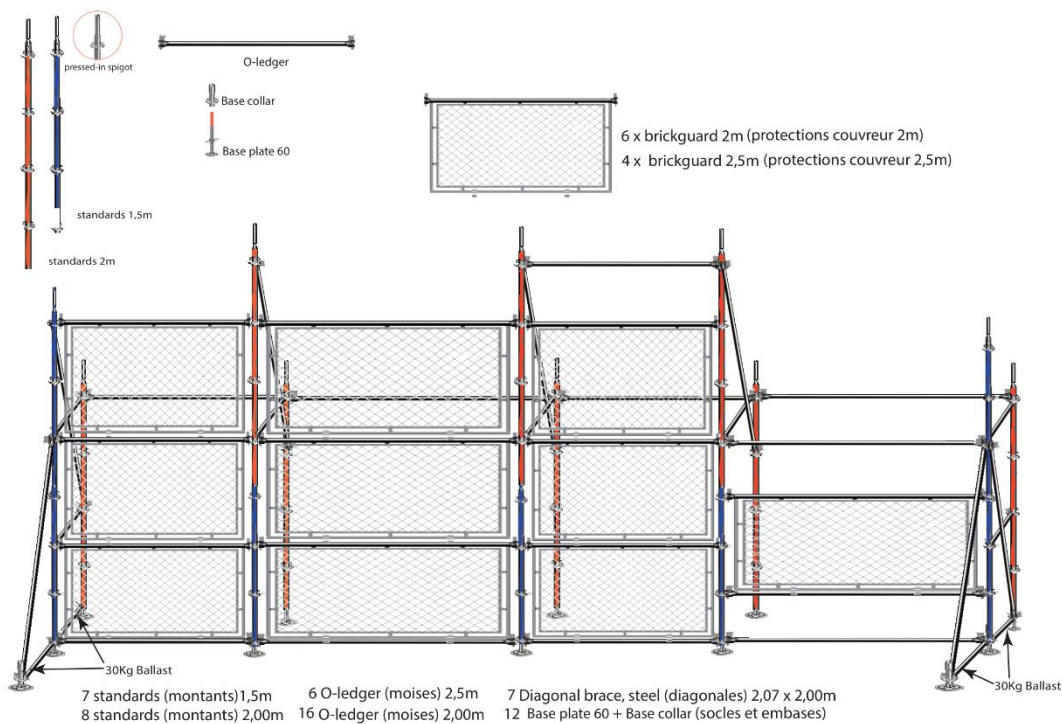 pressed-in spigot
O-ledger
Base collar
Base plate 60
6 x brickguard 2m (protections couvreur 2m)
4 x brickguard 2,5m (protections couvreur 2,5m)
standards 1,5m
standards 2m
30Kg Ballast
30Kg Ballast
7 standards (montants)1,5m
8 standards (montants) 2,00m
6 O-ledger (moises) 2,5m
16 O-ledger (moises) 2,00m
7 Diagonal brace, steel (diagonales) 2,07 x 2,00m
12 Base plate 60 + Base collar (socles et embases)